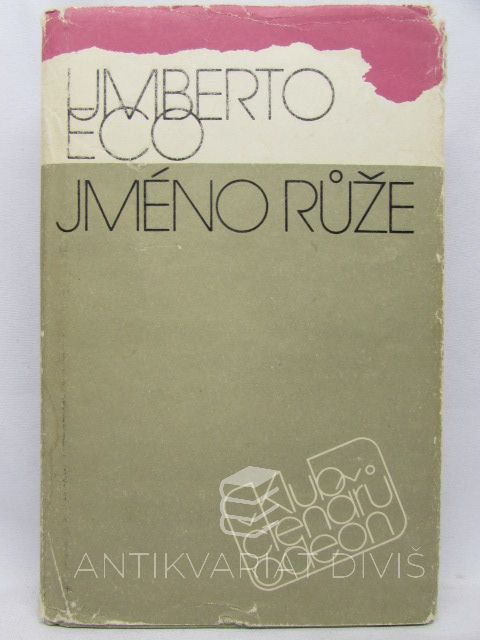 UMBERTO
ECO
JMÉNO RŮŽE
Klub
čtenářů
odeon
ANTIKVARIÁT DIVIŠ